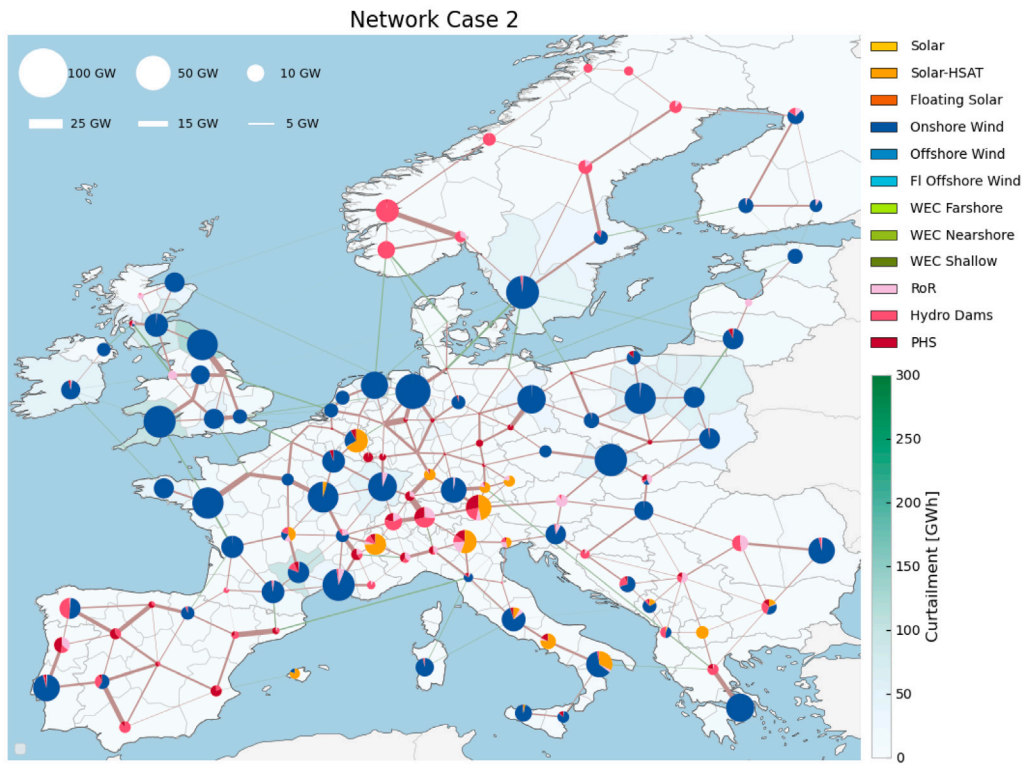 Network Case 2
100 GW 50 GW 10 GW
25 GW 15 GW 5 GW
Solar
Solar-HSAT
Floating Solar
Onshore Wind
Offshore Wind
Fl Offshore Wind
WEC Farshore
WEC Nearshore
WEC Shallow
RoR
Hydro Dams
PHS
300
250
200
150
100
50
0
Curtailment [GWh]